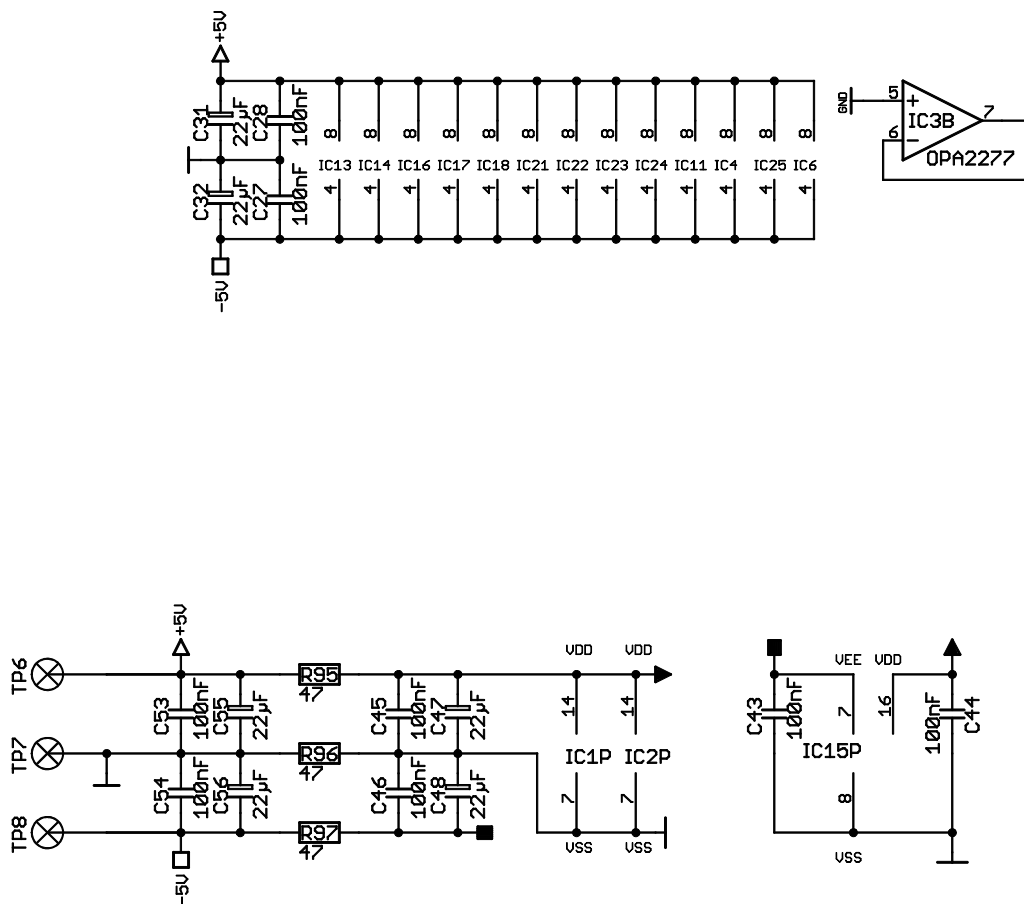 +5V
C31
22µF
C28
100nF
C32
22µF
C27
100nF
-5V
8 8 8 8 8 8 8 8 8 8 8 8 8
IC13 IC14 IC16 IC17 IC18 IC21 IC22 IC23 IC24 IC11 IC4 IC25 IC6
4 4 4 4 4 4 4 4 4 4 4 4 4
GND
5
+
6
-
7
IC3B
OPA2277
+5V
TP6
TP7
TP8
C53
100nF
C55
22µF
R95
47
C45
100nF
C47
22µF
R96
47
C54
100nF
C56
22µF
C46
100nF
C48
22µF
R97
47
-5V
VDD VDD
14 14
IC1P IC2P
7 7
VSS VSS
VEE VDD
7 16
C43
100nF
IC15P
100nF
C44
8
VSS